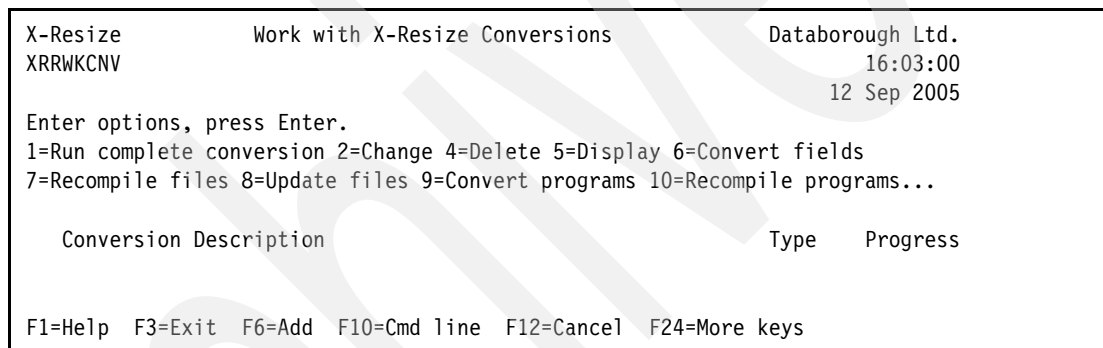 X-Resize Work with X-Resize Conversions Databorough Ltd.
XRRWKCNV 16:03:00
12 Sep 2005
Enter options, press Enter.
1=Run complete conversion 2=Change 4=Delete 5=Display 6=Convert fields
7=Recompile files 8=Update files 9=Convert programs 10=Recompile programs...
Conversion Description Type Progress
F1=Help F3=Exit F6=Add F10=Cmd line F12=Cancel F24=More keys